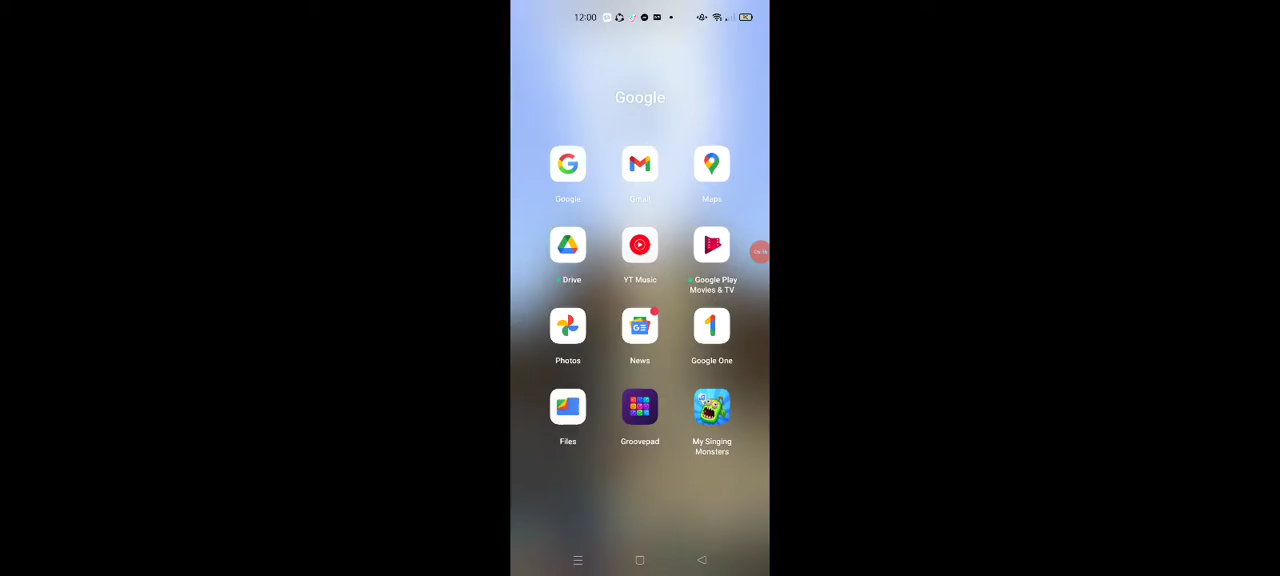 12:00
Google
Google
Gmail
Maps
Drive
YT Music
Google Play
Movies & TV
Photos
News
Google One
Files
Groovepad
My Singing
Monsters